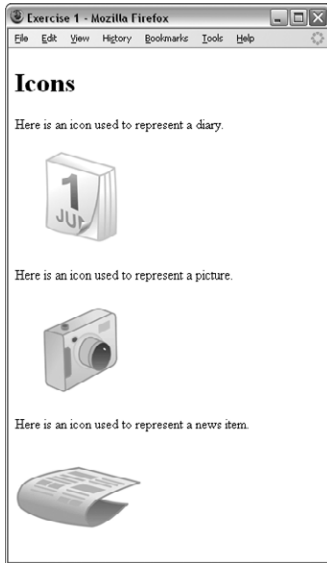 Exercise 1 - Mozilla Firefox
File Edit View History Bookmarks Tools Help
Icons
Here is an icon used to represent a diary.
1
JUN
Here is an icon used to represent a picture.
Here is an icon used to represent a news item.